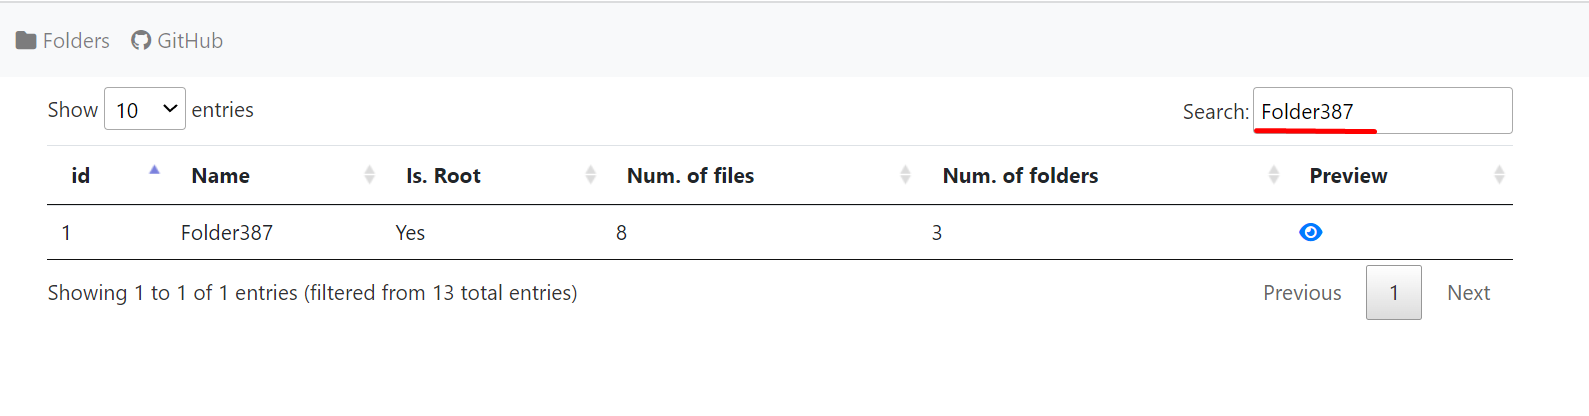 Folders GitHub
Show 10 entries Search: Folder387
id Name Is. Root Num. of files Num. of folders Preview
1 Folder387 Yes 8 3
Showing 1 to 1 of 1 entries (filtered from 13 total entries) Previous 1 Next